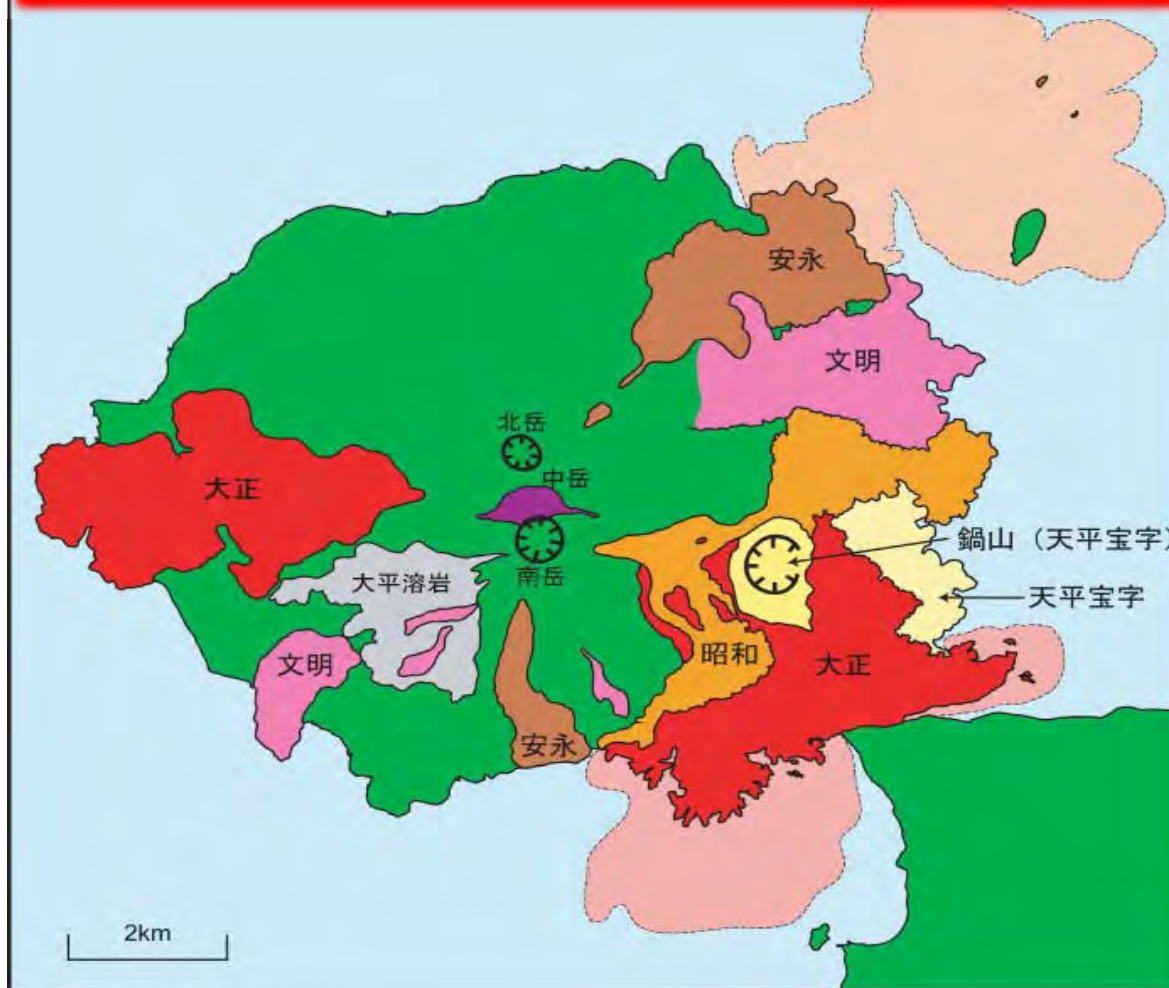 安永
文明
北岳
中岳
大正
鍋山（天平宝字）
南岳
大平溶岩
天平宝字
昭和
文明
大正
安永
2km